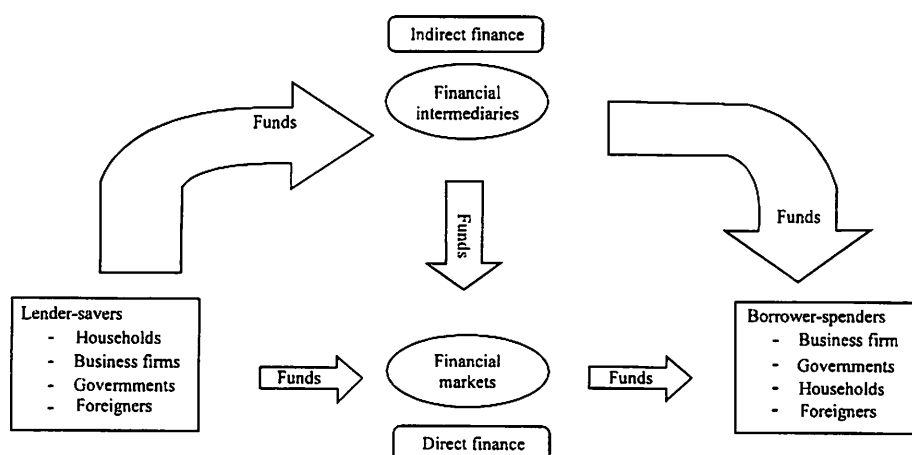 Indirect finance
Financial
intermediaries
Funds
Funds
Funds
Lender-savers
- Households
- Business firms
- Governments
- Foreigners
Funds
Financial
markets
Funds
Borrower-spenders
- Business firm
- Governments
- Households
- Foreigners
Direct finance